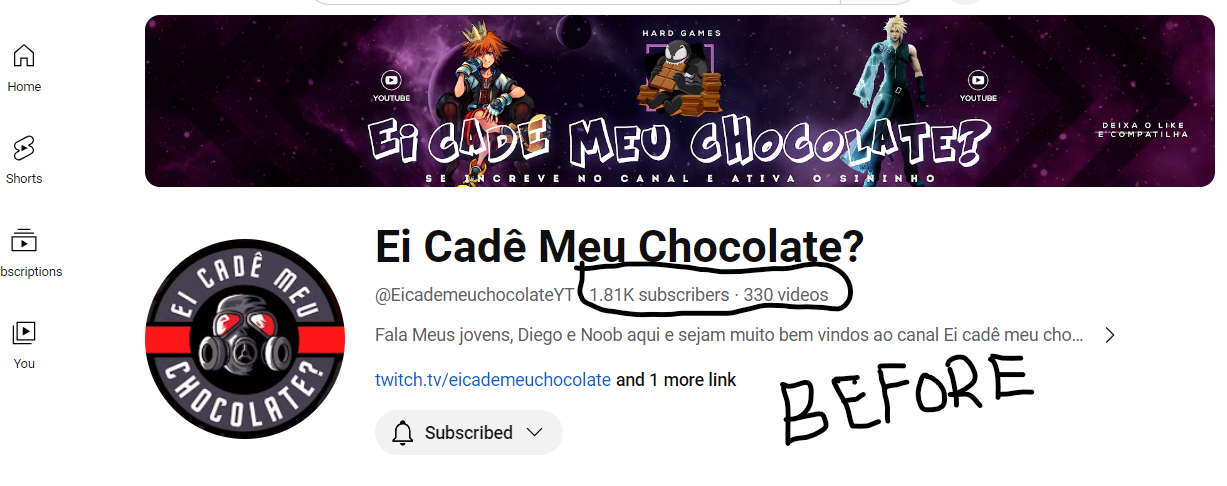 HARD GAMES
YOUTUBE
YOUTUBE
Ei CADE MEU CHOCOLATE?
DEIXA O LIKE
E COMPATILHA
SE INCREVE NO CANAL E ATIVA O SININHO
Home
Shorts
bscriptions
You
EI CADÊ MEU
CHOCOLATE?
Ei Cadê Meu Chocolate?
@EicademeuchocolateYT 1.81K subscribers · 330 videos
Fala Meus jovens, Diego e Noob aqui e sejam muito bem vindos ao canal Ei cadê meu cho...
twitch.tv/eicademeuchocolate and 1 more link
Subscribed
BEFORE